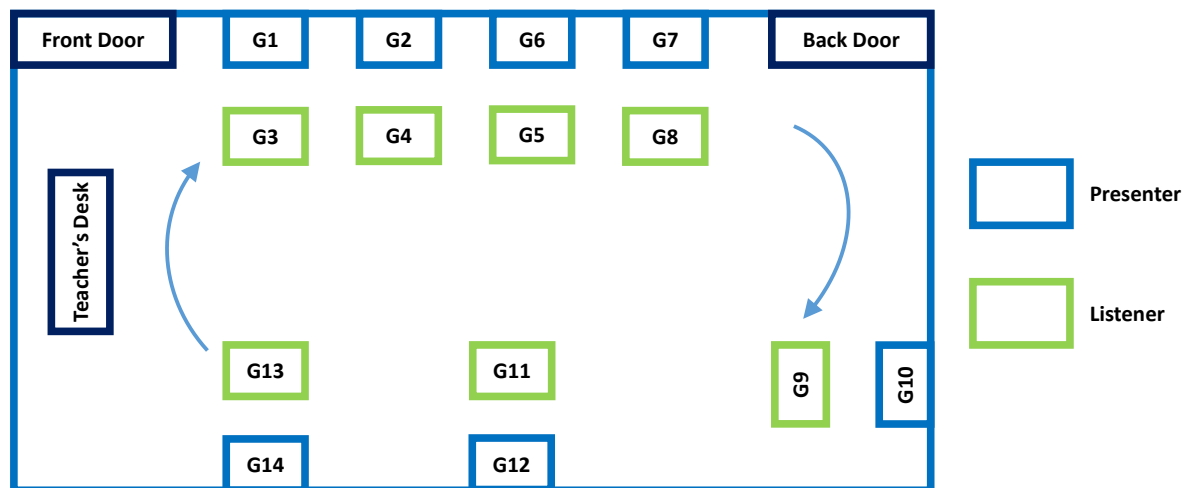 Front Door
G1
G2
G6
G7
Back Door
G3
G4
G5
G8
Teacher's Desk
Presenter
Listener
G13
G11
G9
G10
G14
G12